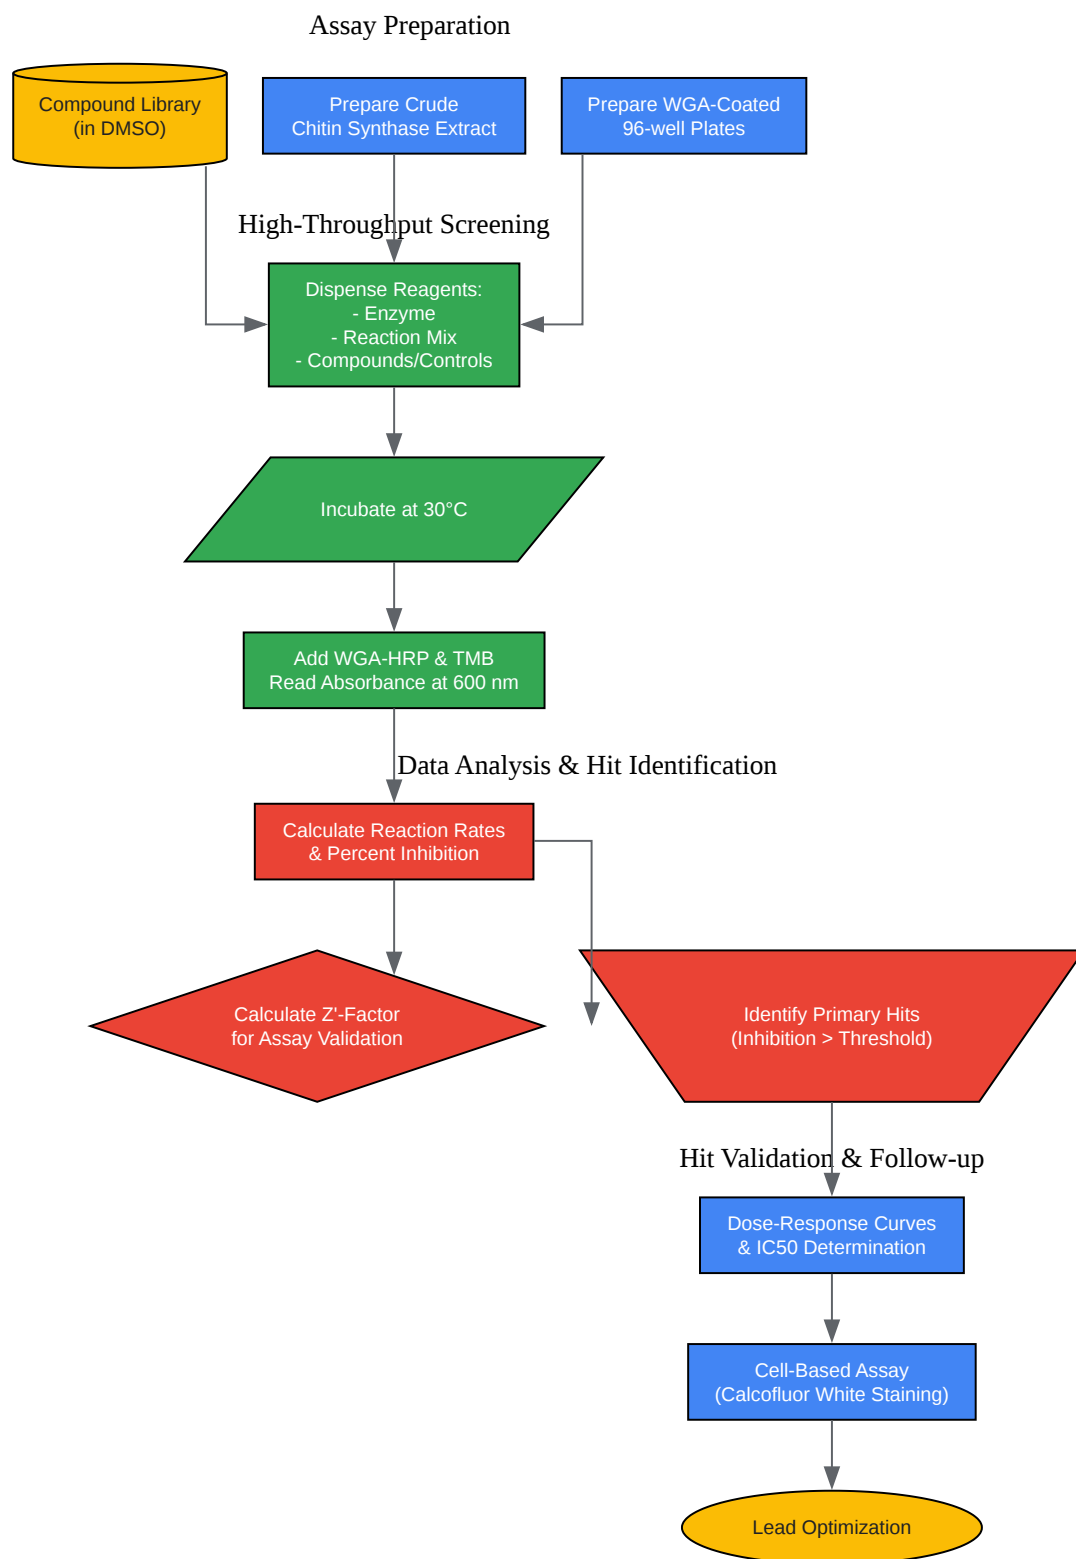 Assay Preparation
Compound Library
(in DMSO)
Prepare Crude
Chitin Synthase Extract
Prepare WGA-Coated
96-well Plates
High-Throughput Screening
Dispense Reagents:
- Enzyme
- Reaction Mix
- Compounds/Controls
Incubate at 30°C
Add WGA-HRP & TMB
Read Absorbance at 600 nm
Data Analysis & Hit Identification
Calculate Reaction Rates
& Percent Inhibition
Calculate Z'-Factor
for Assay Validation
Identify Primary Hits
(Inhibition > Threshold)
Hit Validation & Follow-up
Dose-Response Curves
& IC50 Determination
Cell-Based Assay
(Calcofluor White Staining)
Lead Optimization